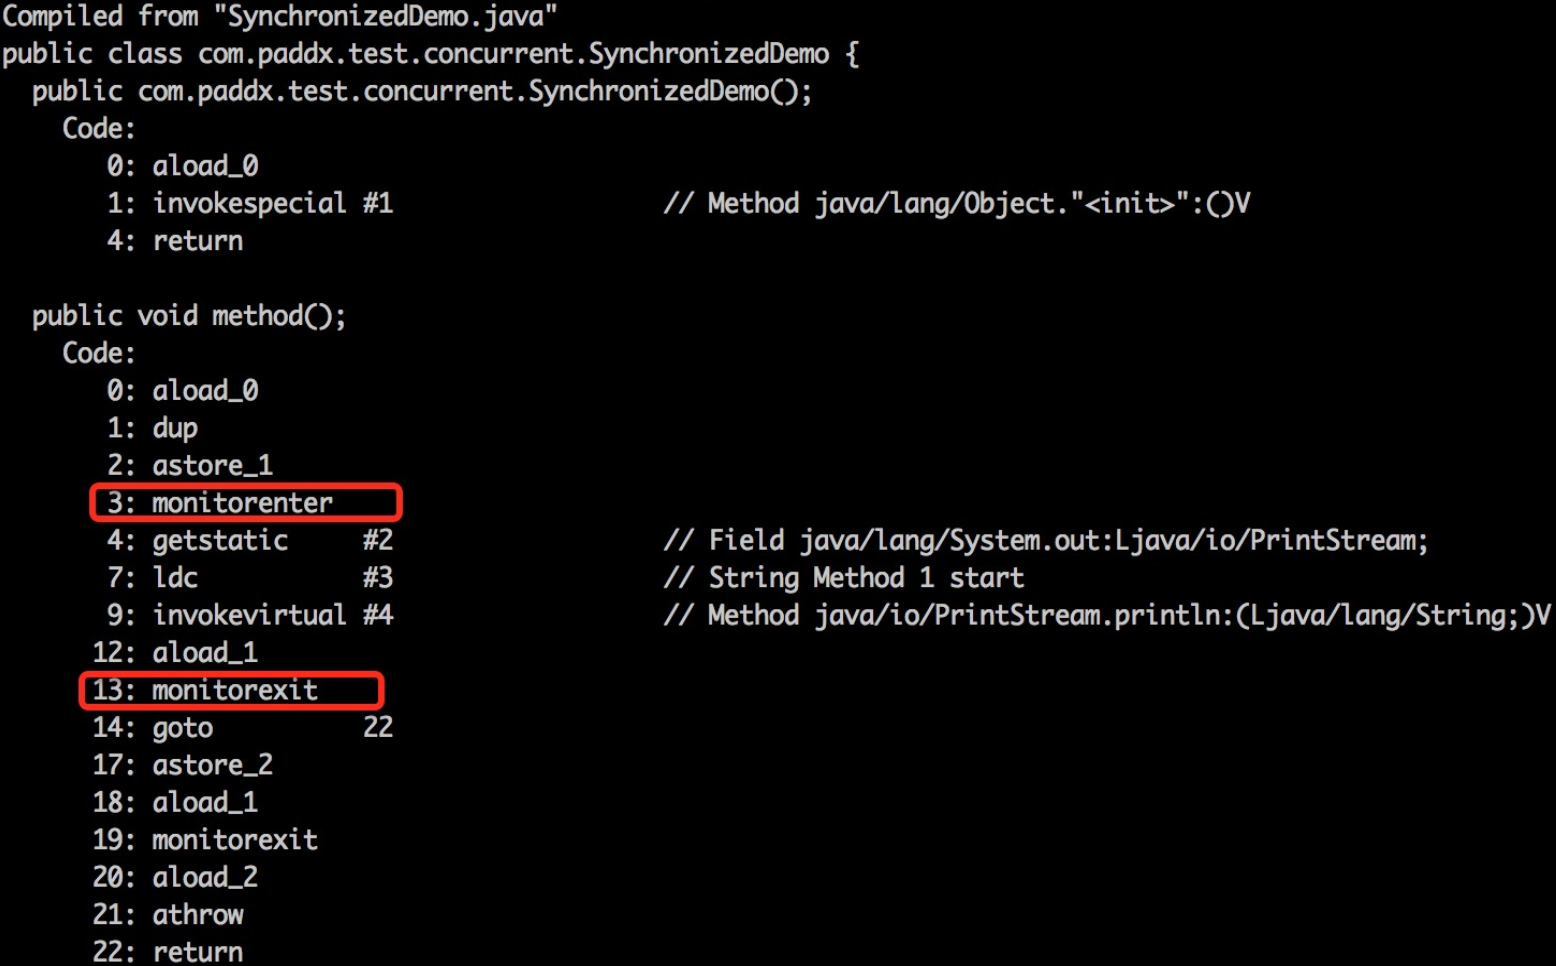 Compiled from "SynchronizedDemo.java"
public class com.paddx.test.concurrent.SynchronizedDemo {
  public com.paddx.test.concurrent.SynchronizedDemo();
    Code:
       0: aload_0
       1: invokespecial #1                  // Method java/lang/Object."<init>":()V
       4: return

  public void method();
    Code:
       0: aload_0
       1: dup
       2: astore_1
       3: monitorenter
       4: getstatic     #2                  // Field java/lang/System.out:Ljava/io/PrintStream;
       7: ldc           #3                  // String Method 1 start
       9: invokevirtual #4                  // Method java/io/PrintStream.println:(Ljava/lang/String;)V
      12: aload_1
      13: monitorexit
      14: goto          22
      17: astore_2
      18: aload_1
      19: monitorexit
      20: aload_2
      21: athrow
      22: return